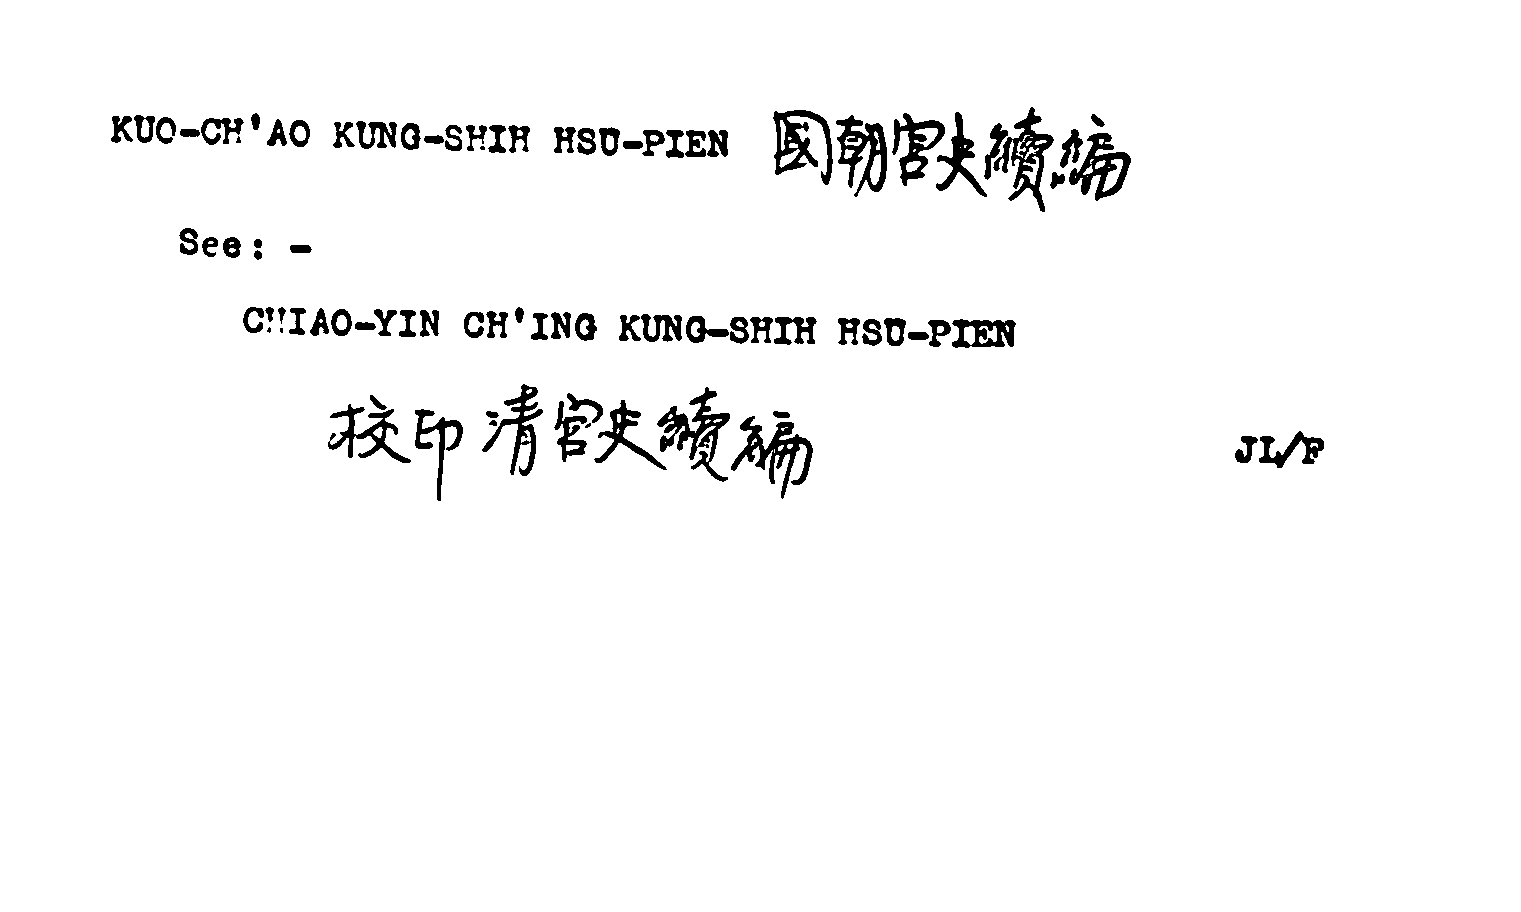 KUO-CH'AO KUNG-SHIH HSU-PIEN 國朝宮史續編
See: -
CHIAO-YIN CH'ING KUNG-SHIH HSU-PIEN
校印清宮史續編
JL/F